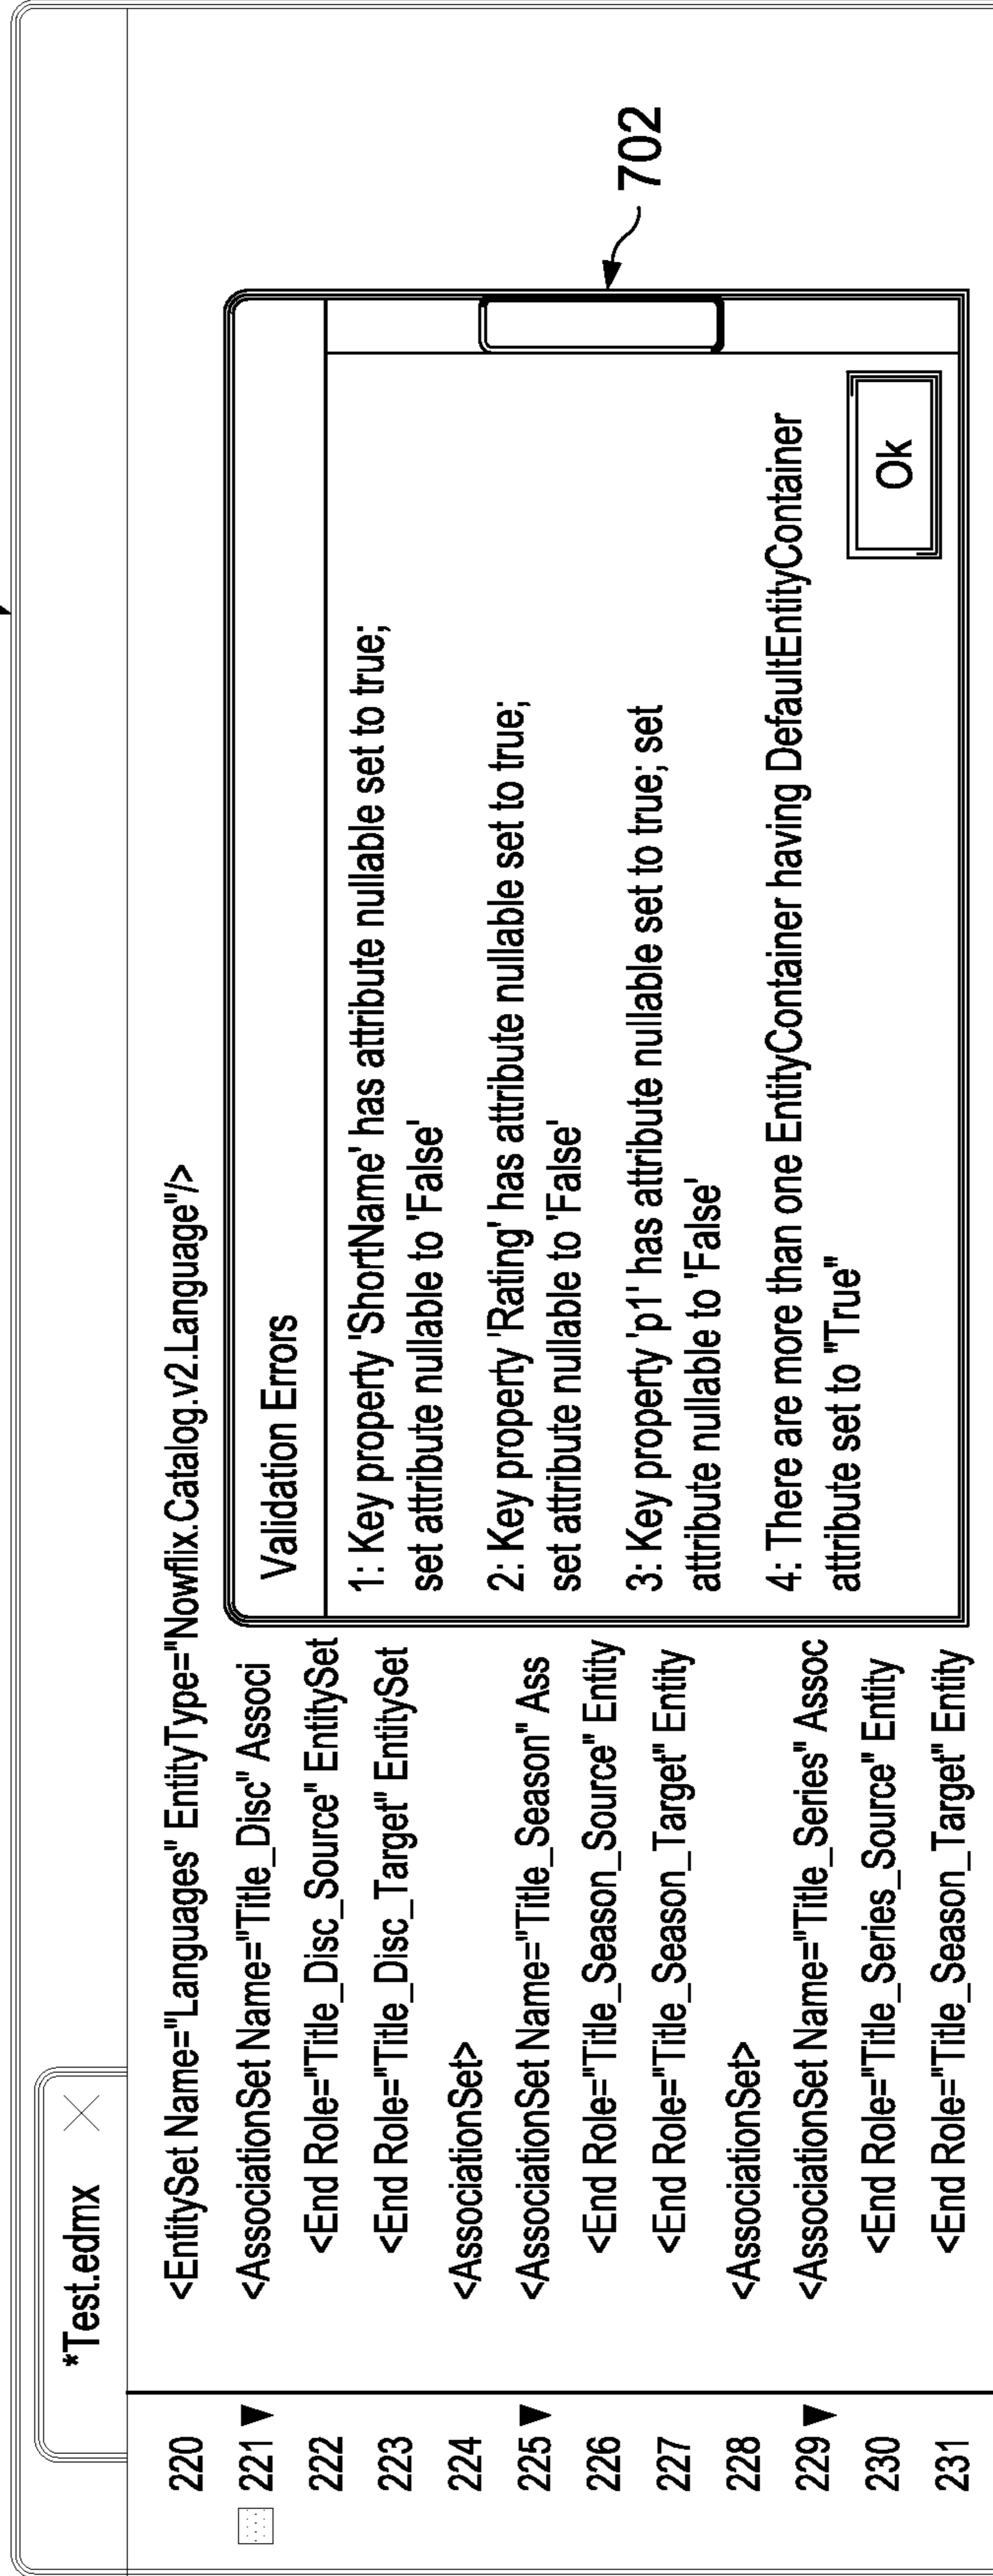 *Test.edmx
220 <EntitySet Name="Languages" EntityType="Nowflix.Catalog.v2.Language"/>
221 <AssociationSet Name="Title_Disc" Associ
222 <End Role="Title_Disc_Source" EntitySet
223 <End Role="Title_Disc_Target" EntitySet
224 <AssociationSet>
225 <AssociationSet Name="Title_Season" Ass
226 <End Role="Title_Season_Source" Entity
227 <End Role="Title_Season_Target" Entity
228 <AssociationSet>
229 <AssociationSet Name="Title_Series" Assoc
230 <End Role="Title_Series_Source" Entity
231 <End Role="Title_Season_Target" Entity
Validation Errors
1: Key property 'ShortName' has attribute nullable set to true;
set attribute nullable to 'False'
2: Key property 'Rating' has attribute nullable set to true;
set attribute nullable to 'False'
3: Key property 'p1' has attribute nullable set to true; set
attribute nullable to 'False'
4: There are more than one EntityContainer having DefaultEntityContainer
attribute set to "True"
Ok
702